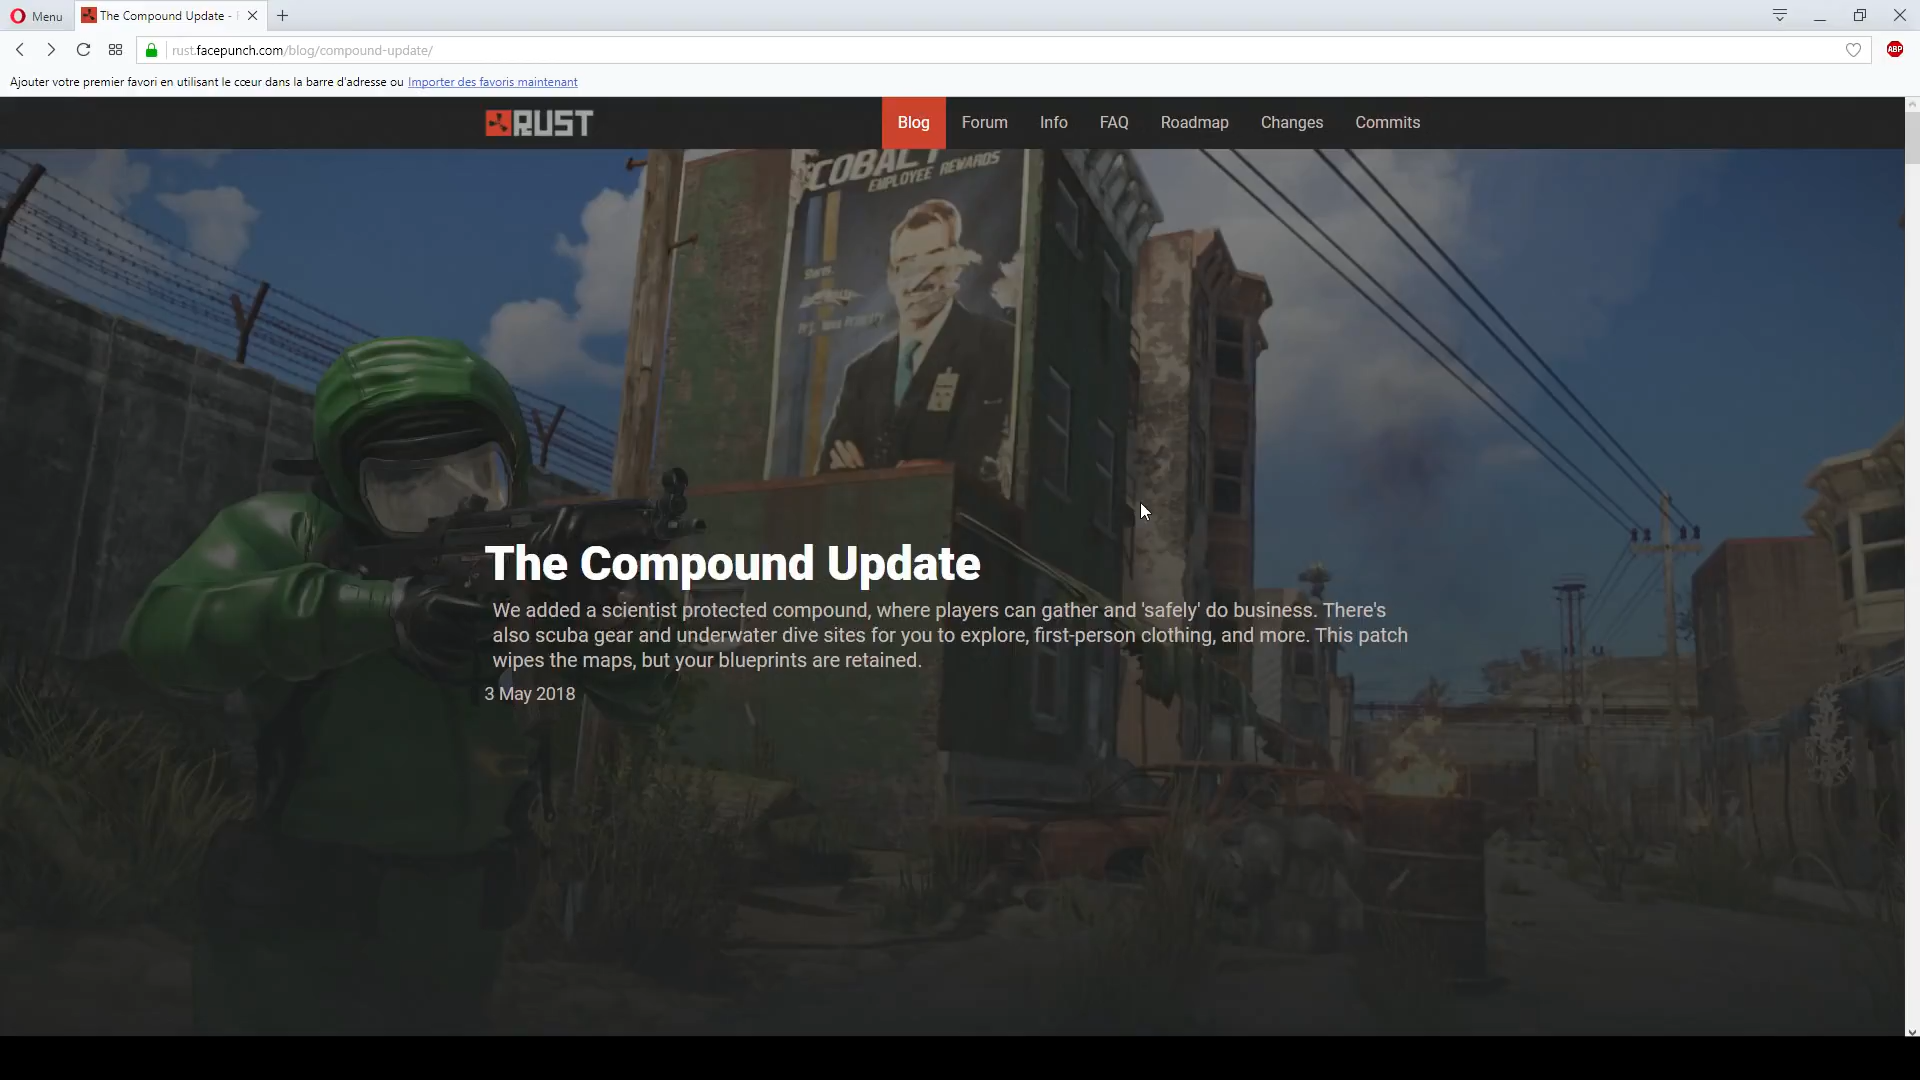 Menu
The Compound Update -
rust.facepunch.com/blog/compound-update/
ABP
Ajouter votre premier favori en utilisant le cœur dans la barre d'adresse ou Importer des favoris maintenant
RUST
Blog Forum Info FAQ Roadmap Changes Commits
COBALT
EMPLOYEE REWARDS
Shares
The Compound Update
We added a scientist protected compound, where players can gather and 'safely' do business. There's
also scuba gear and underwater dive sites for you to explore, first-person clothing, and more. This patch
wipes the maps, but your blueprints are retained.
3 May 2018